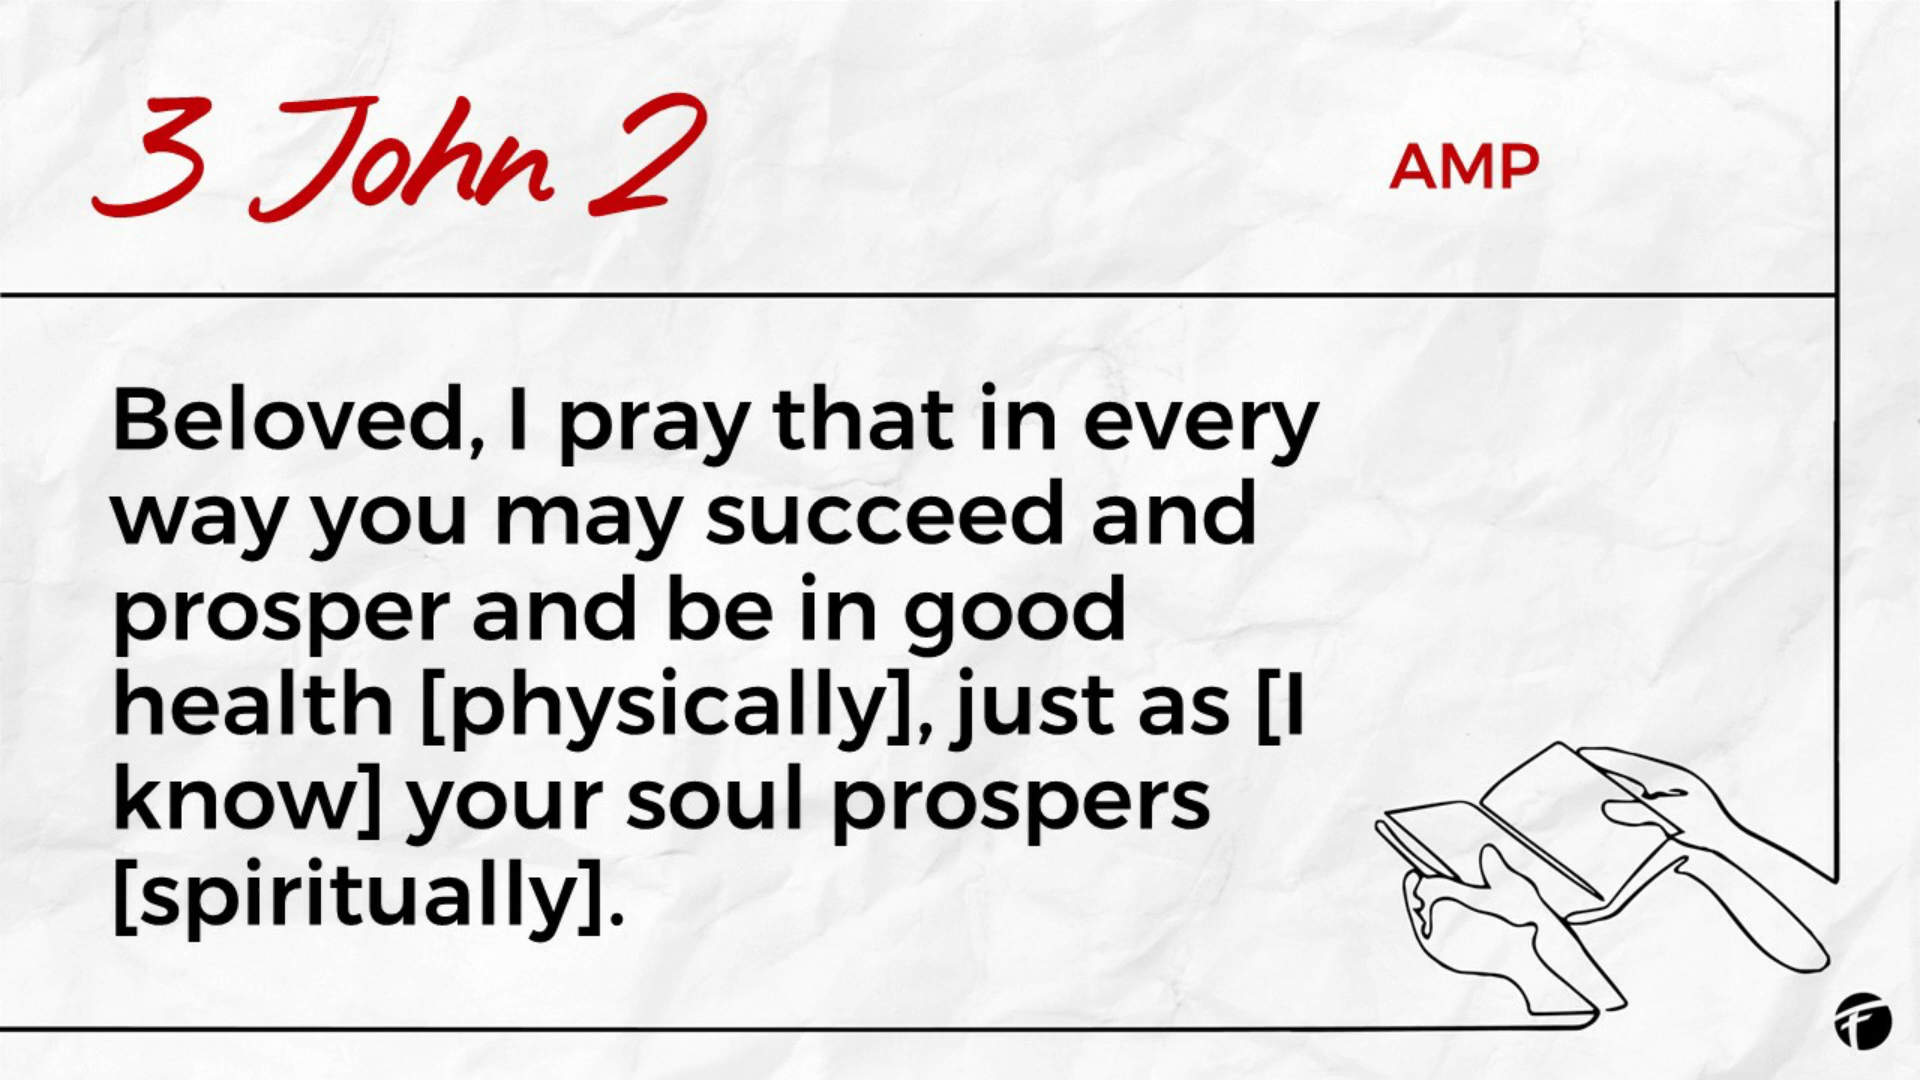 3 John 2
AMP
Beloved, I pray that in every
way you may succeed and
prosper and be in good
health [physically], just as [I
know] your soul prospers
[spiritually].